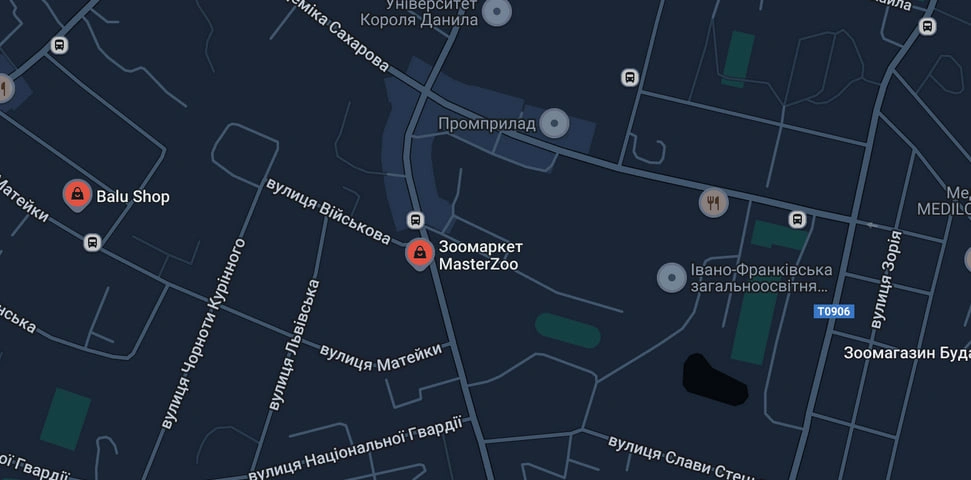 Університет
Короля Данила
Сахарова
Промприлад
Balu Shop
Матейки
вулиця Військова
Зоомаркет
MasterZoo
MEDILO
вулиця Зорія
Івано-Франківська
загальноосвітня...
T0906
Зоомагазин Буда
вулиця Чорноти Курінного
вулиця Львівська
вулиця Матейки
вулиця Національної Гвардії
вулиця Слави Стец
ої Гвардії